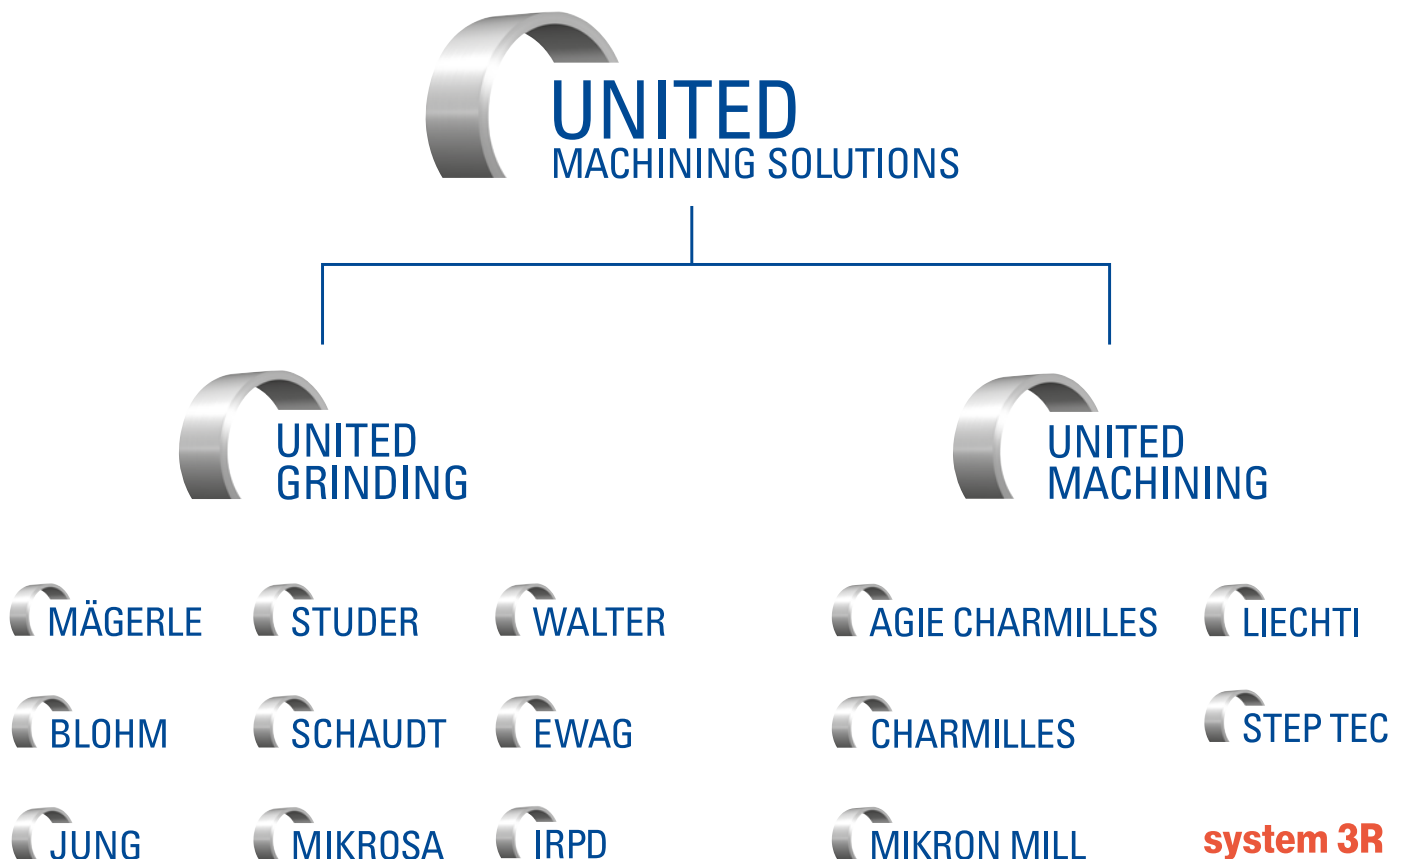 UNITED
MACHINING SOLUTIONS
UNITED
GRINDING
UNITED
MACHINING
MÄGERLE
STUDER
WALTER
AGIE CHARMILLES
LIECHTI
BLOHM
SCHAUDT
EWAG
CHARMILLES
STEP TEC
JUNG
MIKROSA
IRPD
MIKRON MILL
system 3R